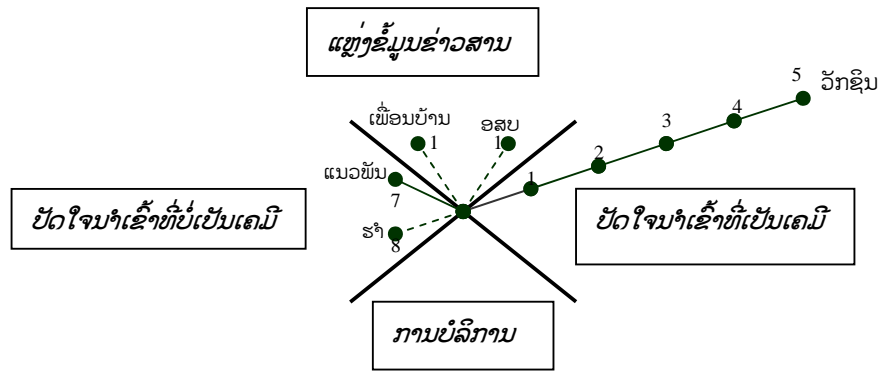 ແຫຼ່ງຂໍ້ມູນຂ່າວສານ
5 ວັກຊິນ
ເພື່ອນບ້ານ 1
ອສບ 1
3
4
2
ແນວພັນ 7
1
ປັດໃຈນໍາເຂົ້າທີ່ບໍ່ເປັນເຄມີ
ຮໍາ 8
ປັດໃຈນໍາເຂົ້າທີ່ເປັນເຄມີ
ການບໍລິການ